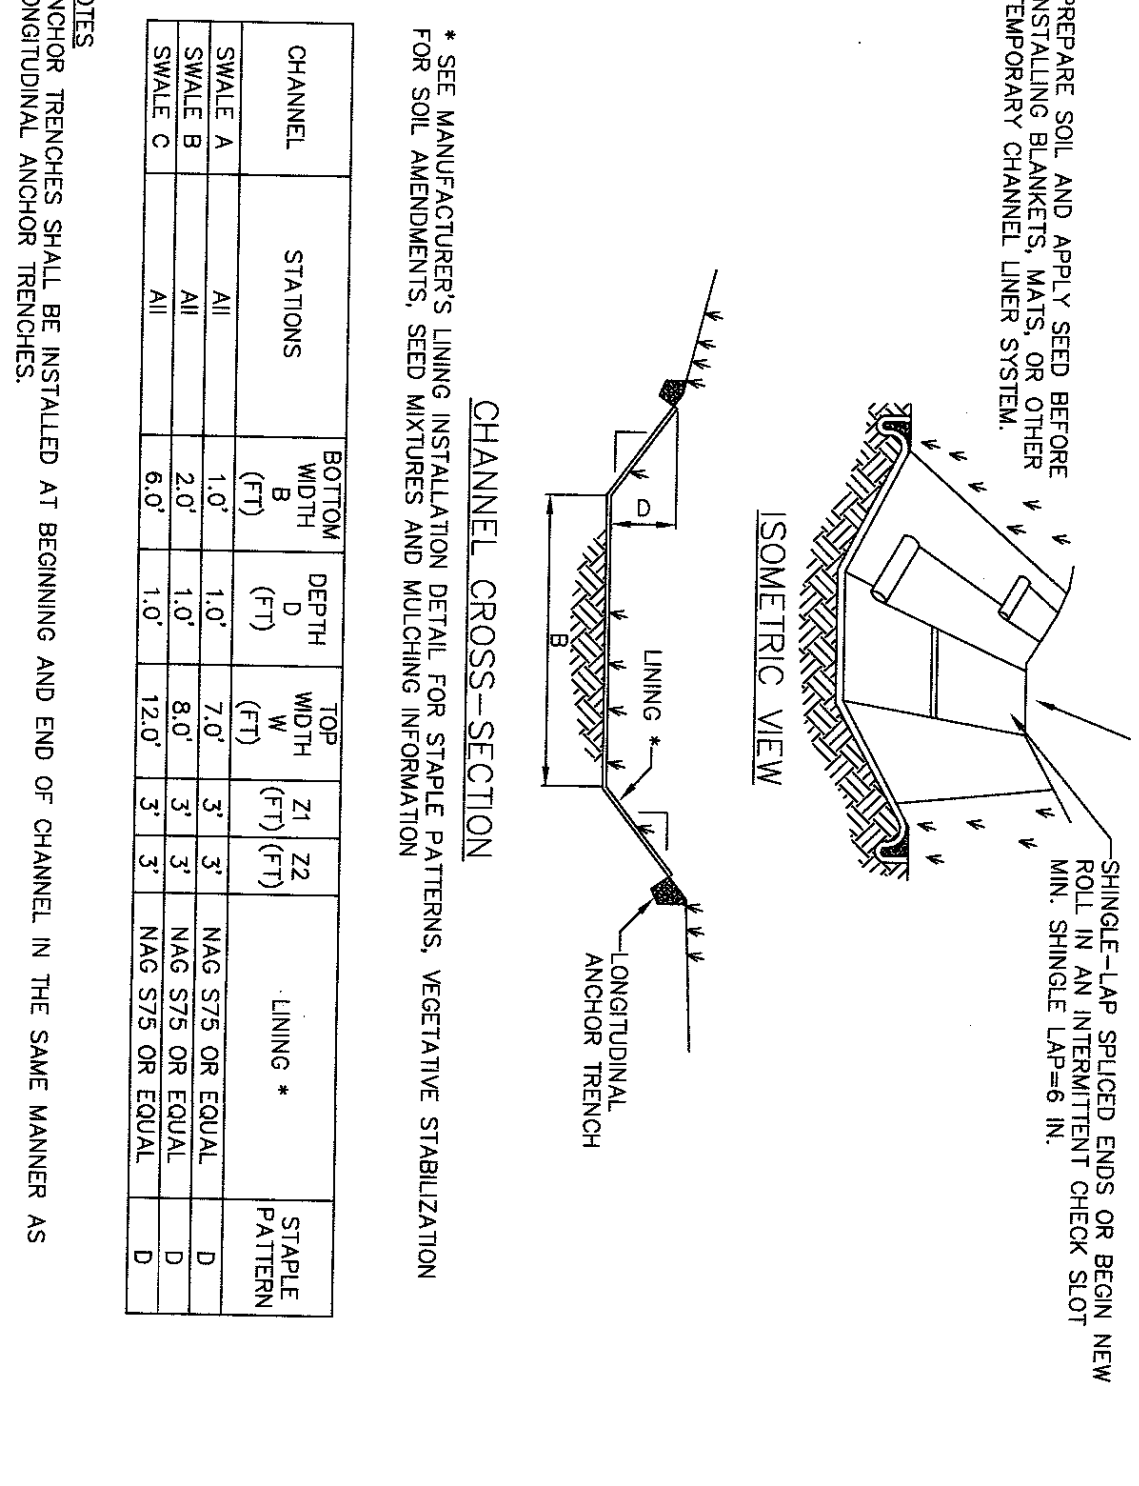 PREPARE SOIL AND APPLY SEED BEFORE
INSTALLING BLANKETS, MATS, OR OTHER
TEMPORARY CHANNEL LINER SYSTEM.
SHINGLE-LAP SPLICED ENDS OR BEGIN NEW
ROLL IN AN INTERMITTENT CHECK SLOT
MIN. SHINGLE LAP=6 IN.
ISOMETRIC VIEW
D
B
LINING *
LONGITUDINAL
ANCHOR TRENCH
CHANNEL CROSS-SECTION
* SEE MANUFACTURER'S LINING INSTALLATION DETAIL FOR STAPLE PATTERNS, VEGETATIVE STABILIZATION
FOR SOIL AMENDMENTS, SEED MIXTURES AND MULCHING INFORMATION
CHANNEL STATIONS BOTTOM WIDTH B (FT) DEPTH D (FT) TOP WIDTH W (FT) Z1 (FT) Z2 (FT) LINING * STAPLE PATTERN
SWALE A All 1.0' 1.0' 7.0' 3' 3' NAG S75 OR EQUAL D
SWALE B All 2.0' 1.0' 8.0' 3' 3' NAG S75 OR EQUAL D
SWALE C All 6.0' 1.0' 12.0' 3' 3' NAG S75 OR EQUAL D
OTES
NCHOR TRENCHES SHALL BE INSTALLED AT BEGINNING AND END OF CHANNEL IN THE SAME MANNER AS
ONGITUDINAL ANCHOR TRENCHES.